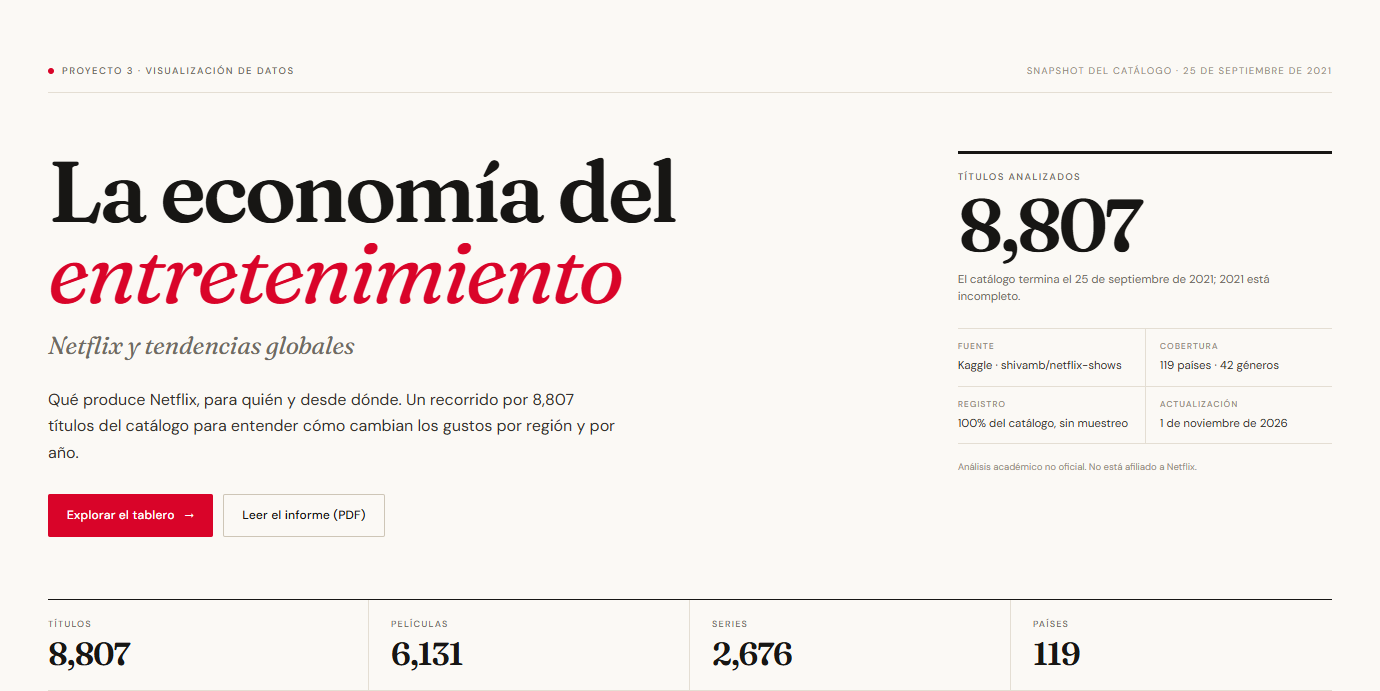 PROYECTO 3 · VISUALIZACIÓN DE DATOS
SNAPSHOT DEL CATÁLOGO · 25 DE SEPTIEMBRE DE 2021
La economía del
entretenimiento
Netflix y tendencias globales
Qué produce Netflix, para quién y desde dónde. Un recorrido por 8,807
títulos del catálogo para entender cómo cambian los gustos por región y por
año.
Explorar el tablero →
Leer el informe (PDF)
TÍTULOS ANALIZADOS
8,807
El catálogo termina el 25 de septiembre de 2021; 2021 está
incompleto.
FUENTE
Kaggle · shivamb/netflix-shows
COBERTURA
119 países · 42 géneros
REGISTRO
100% del catálogo, sin muestreo
ACTUALIZACIÓN
1 de noviembre de 2026
Análisis académico no oficial. No está afiliado a Netflix.
TÍTULOS
8,807
PELÍCULAS
6,131
SERIES
2,676
PAÍSES
119